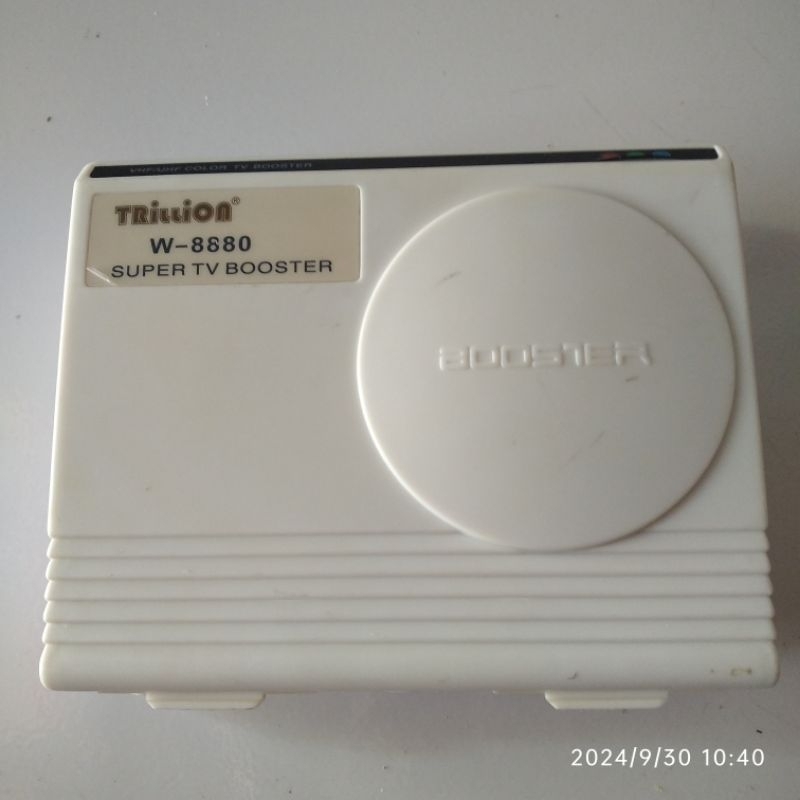 VHF/UHF COLOR TV BOOSTER
TRiLLiON®
W-8880
SUPER TV BOOSTER
BOOSTER
2024/9/30 10:40